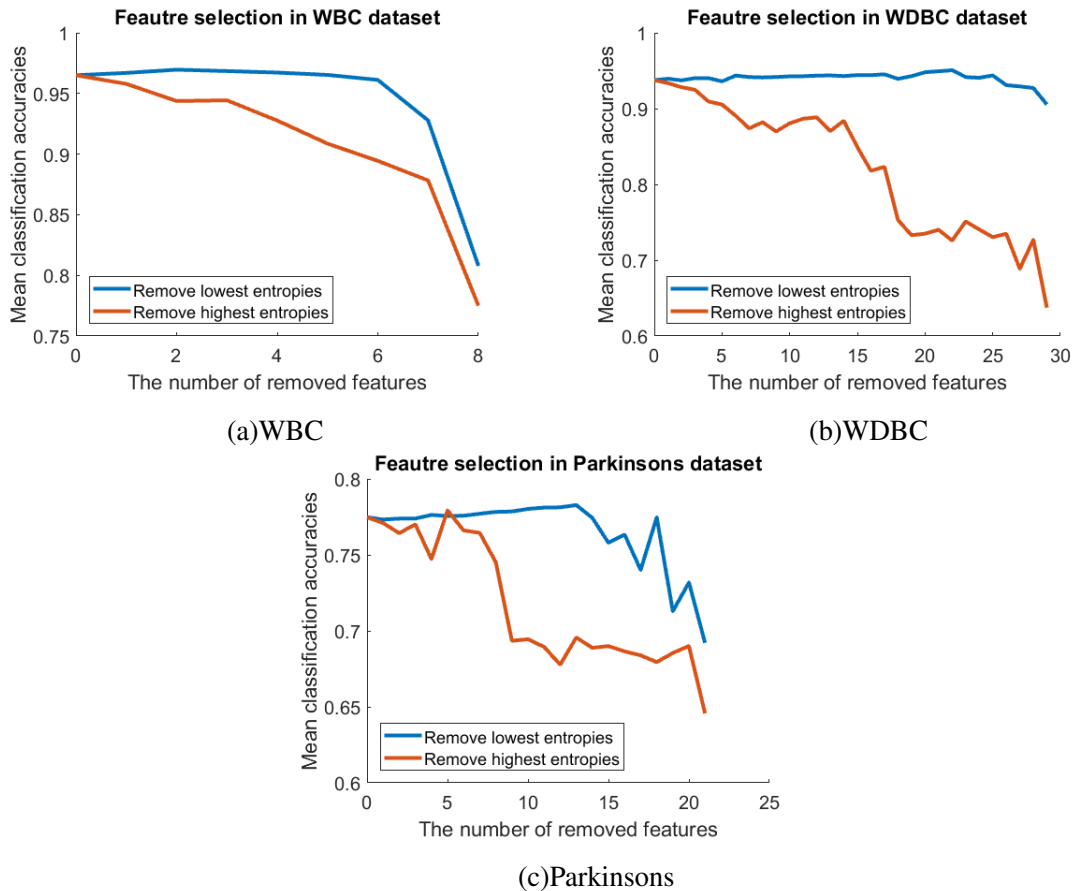 Feautre selection in WBC dataset
1
0.95
0.9
0.85
0.8
0.75
Mean classification accuracies
Remove lowest entropies
Remove highest entropies
0 2 4 6 8
The number of removed features
(a)WBC
Feautre selection in WDBC dataset
1
0.9
0.8
0.7
0.6
Mean classification accuracies
Remove lowest entropies
Remove highest entropies
0 5 10 15 20 25 30
The number of removed features
(b)WDBC
Feautre selection in Parkinsons dataset
0.8
0.75
0.7
0.65
0.6
Mean classification accuracies
Remove lowest entropies
Remove highest entropies
0 5 10 15 20 25
The number of removed features
(c)Parkinsons